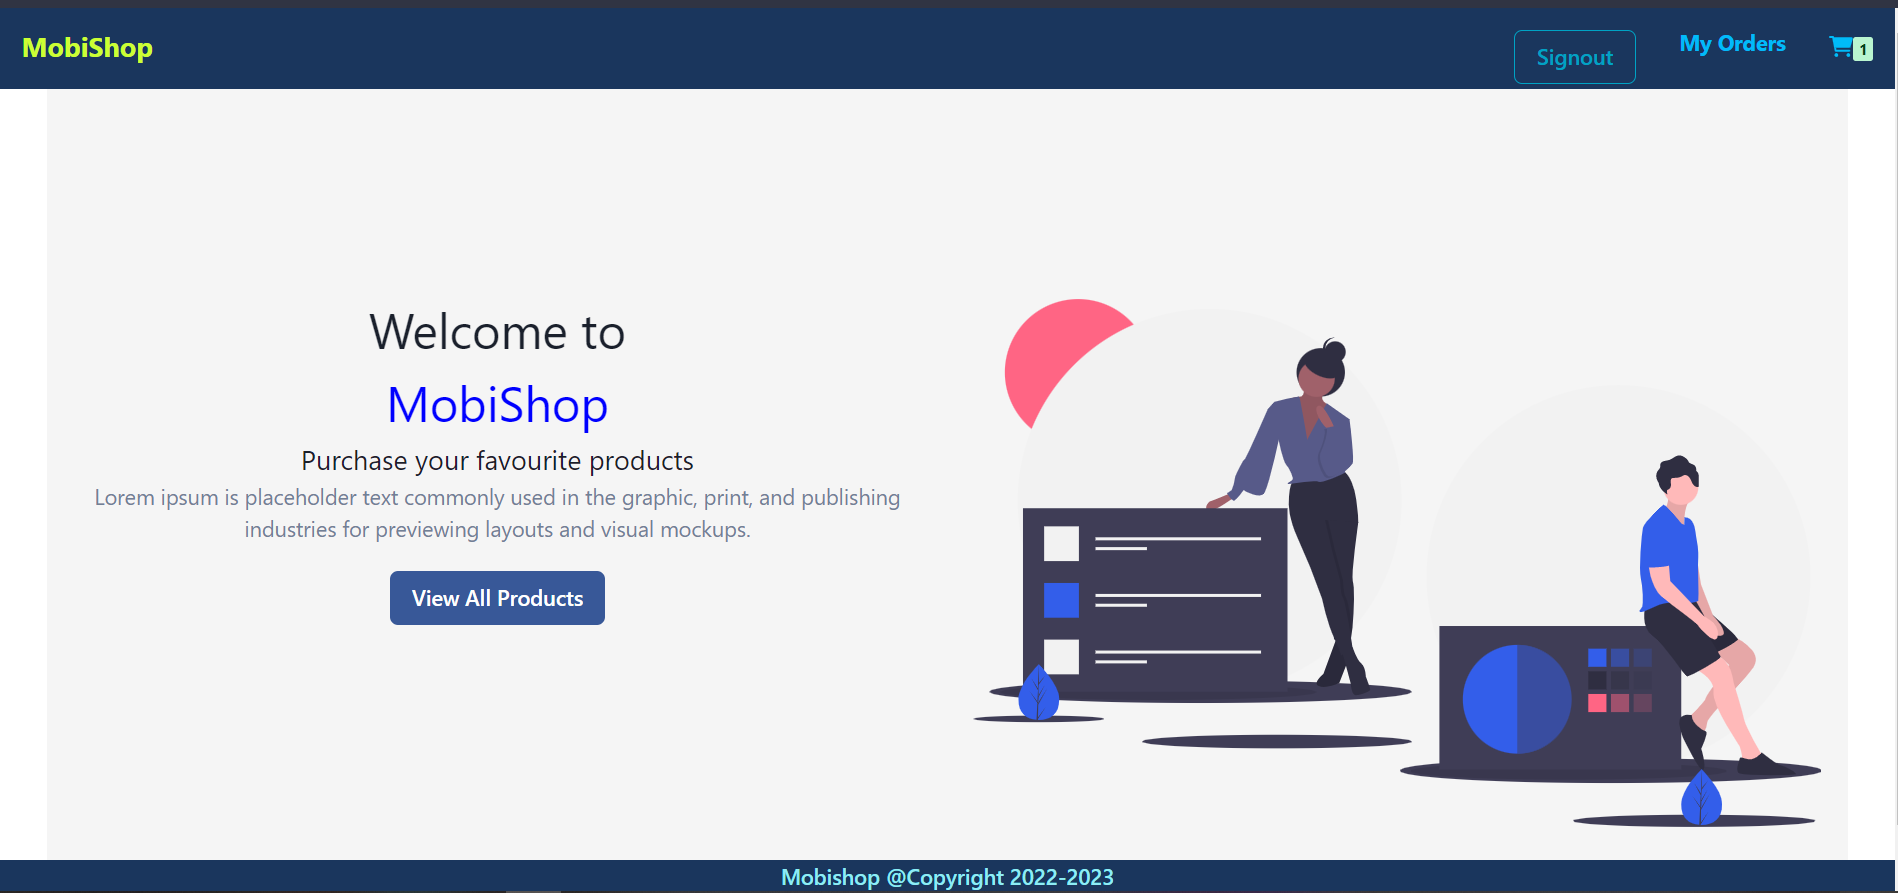 MobiShop
Signout
My Orders
1
Welcome to
MobiShop
Purchase your favourite products
Lorem ipsum is placeholder text commonly used in the graphic, print, and publishing
industries for previewing layouts and visual mockups.
View All Products
Mobishop @Copyright 2022-2023